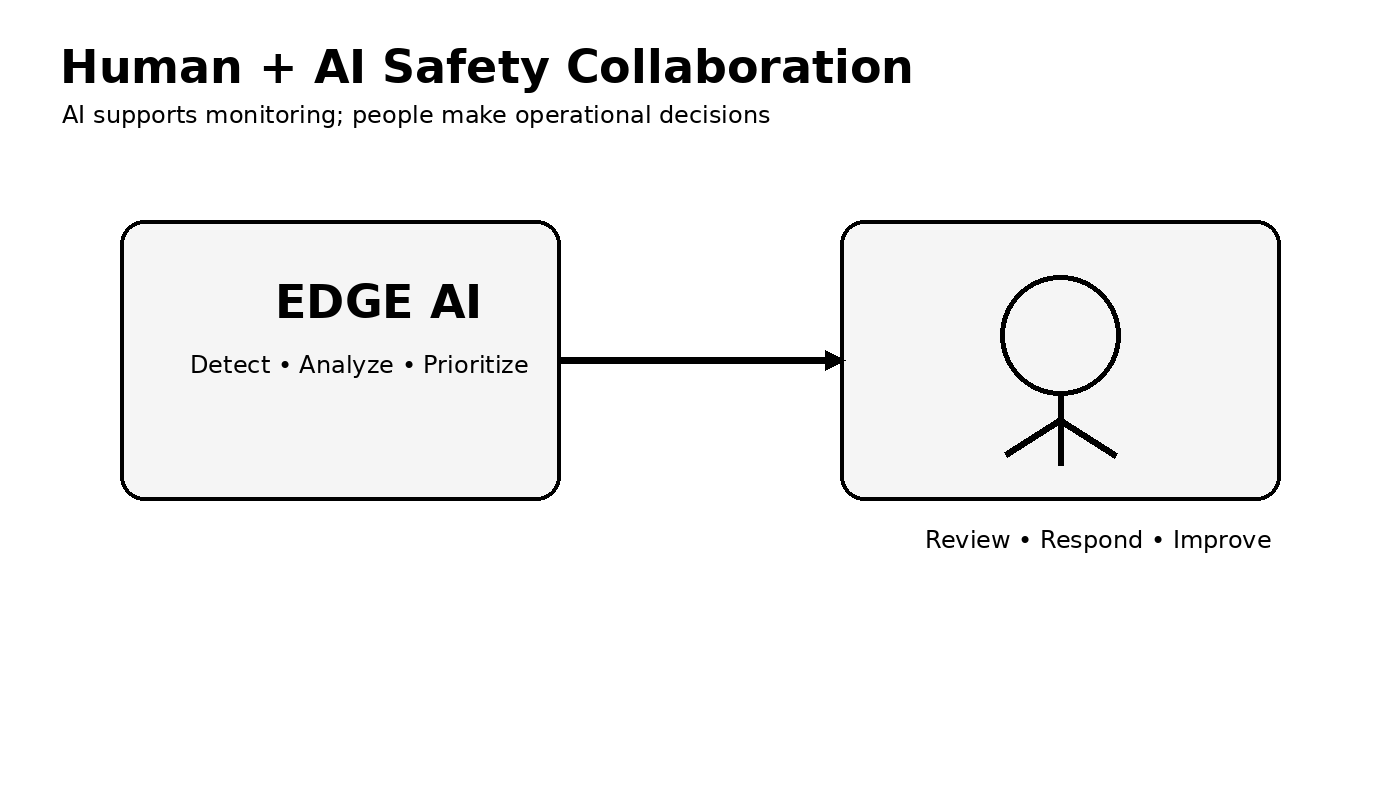 Human + AI Safety Collaboration
AI supports monitoring; people make operational decisions
EDGE AI
Detect • Analyze • Prioritize
Review • Respond • Improve